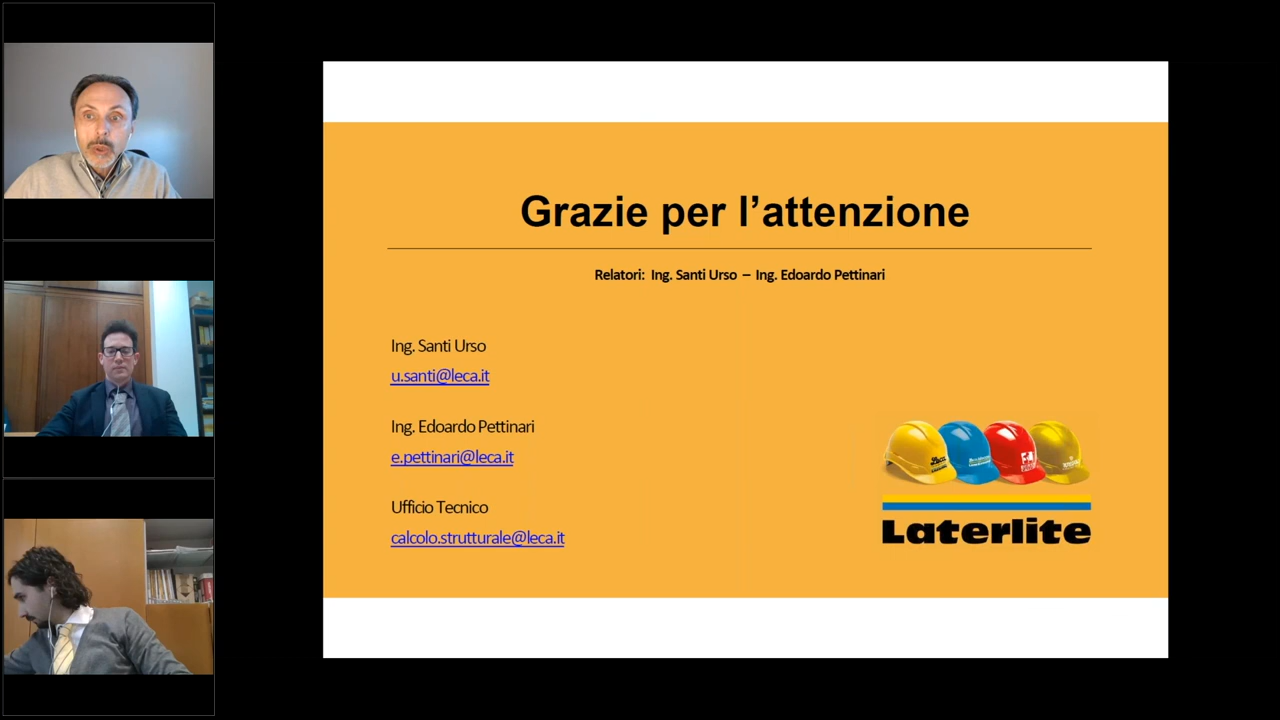 Grazie per l’attenzione
Relatori: Ing. Santi Urso – Ing. Edoardo Pettinari
Ing. Santi Urso
u.santi@leca.it
Ing. Edoardo Pettinari
e.pettinari@leca.it
Ufficio Tecnico
calcolo.strutturale@leca.it
Laterlite